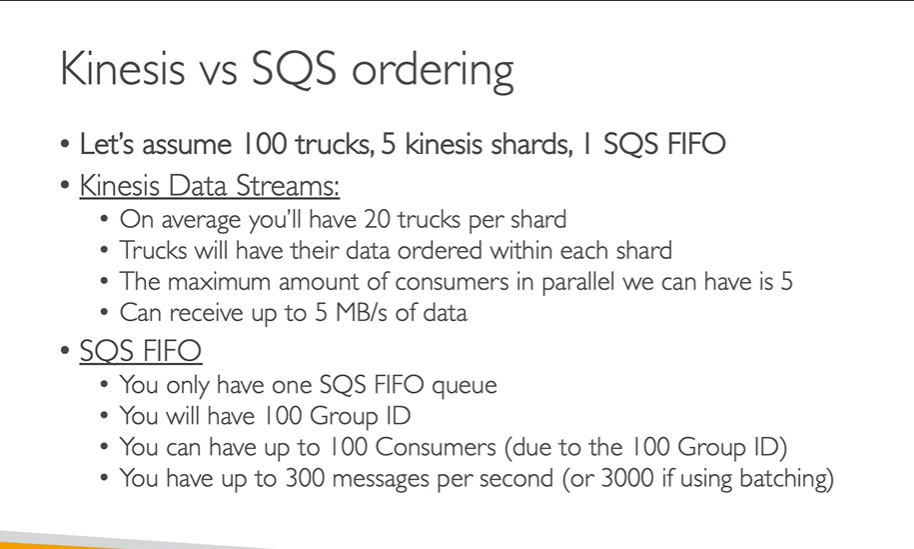 Kinesis vs SQS ordering
• Let's assume 100 trucks, 5 kinesis shards, 1 SQS FIFO
• Kinesis Data Streams:
• On average you'll have 20 trucks per shard
• Trucks will have their data ordered within each shard
• The maximum amount of consumers in parallel we can have is 5
• Can receive up to 5 MB/s of data
• SQS FIFO
• You only have one SQS FIFO queue
• You will have 100 Group ID
• You can have up to 100 Consumers (due to the 100 Group ID)
• You have up to 300 messages per second (or 3000 if using batching)